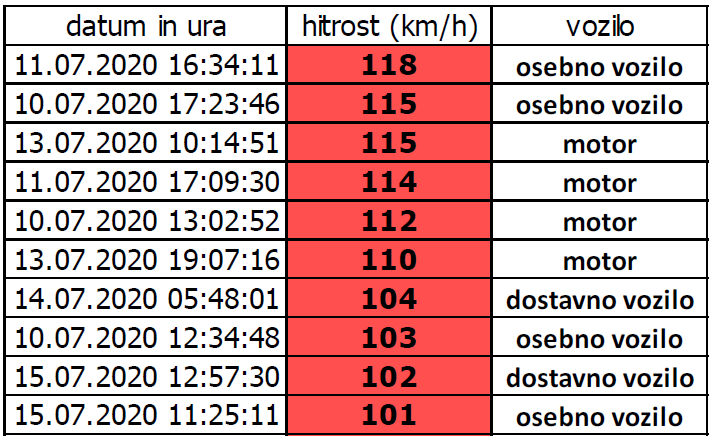 datum in ura hitrost (km/h) vozilo
11.07.2020 16:34:11 118 osebno vozilo
10.07.2020 17:23:46 115 osebno vozilo
13.07.2020 10:14:51 115 motor
11.07.2020 17:09:30 114 motor
10.07.2020 13:02:52 112 motor
13.07.2020 19:07:16 110 motor
14.07.2020 05:48:01 104 dostavno vozilo
10.07.2020 12:34:48 103 osebno vozilo
15.07.2020 12:57:30 102 dostavno vozilo
15.07.2020 11:25:11 101 osebno vozilo